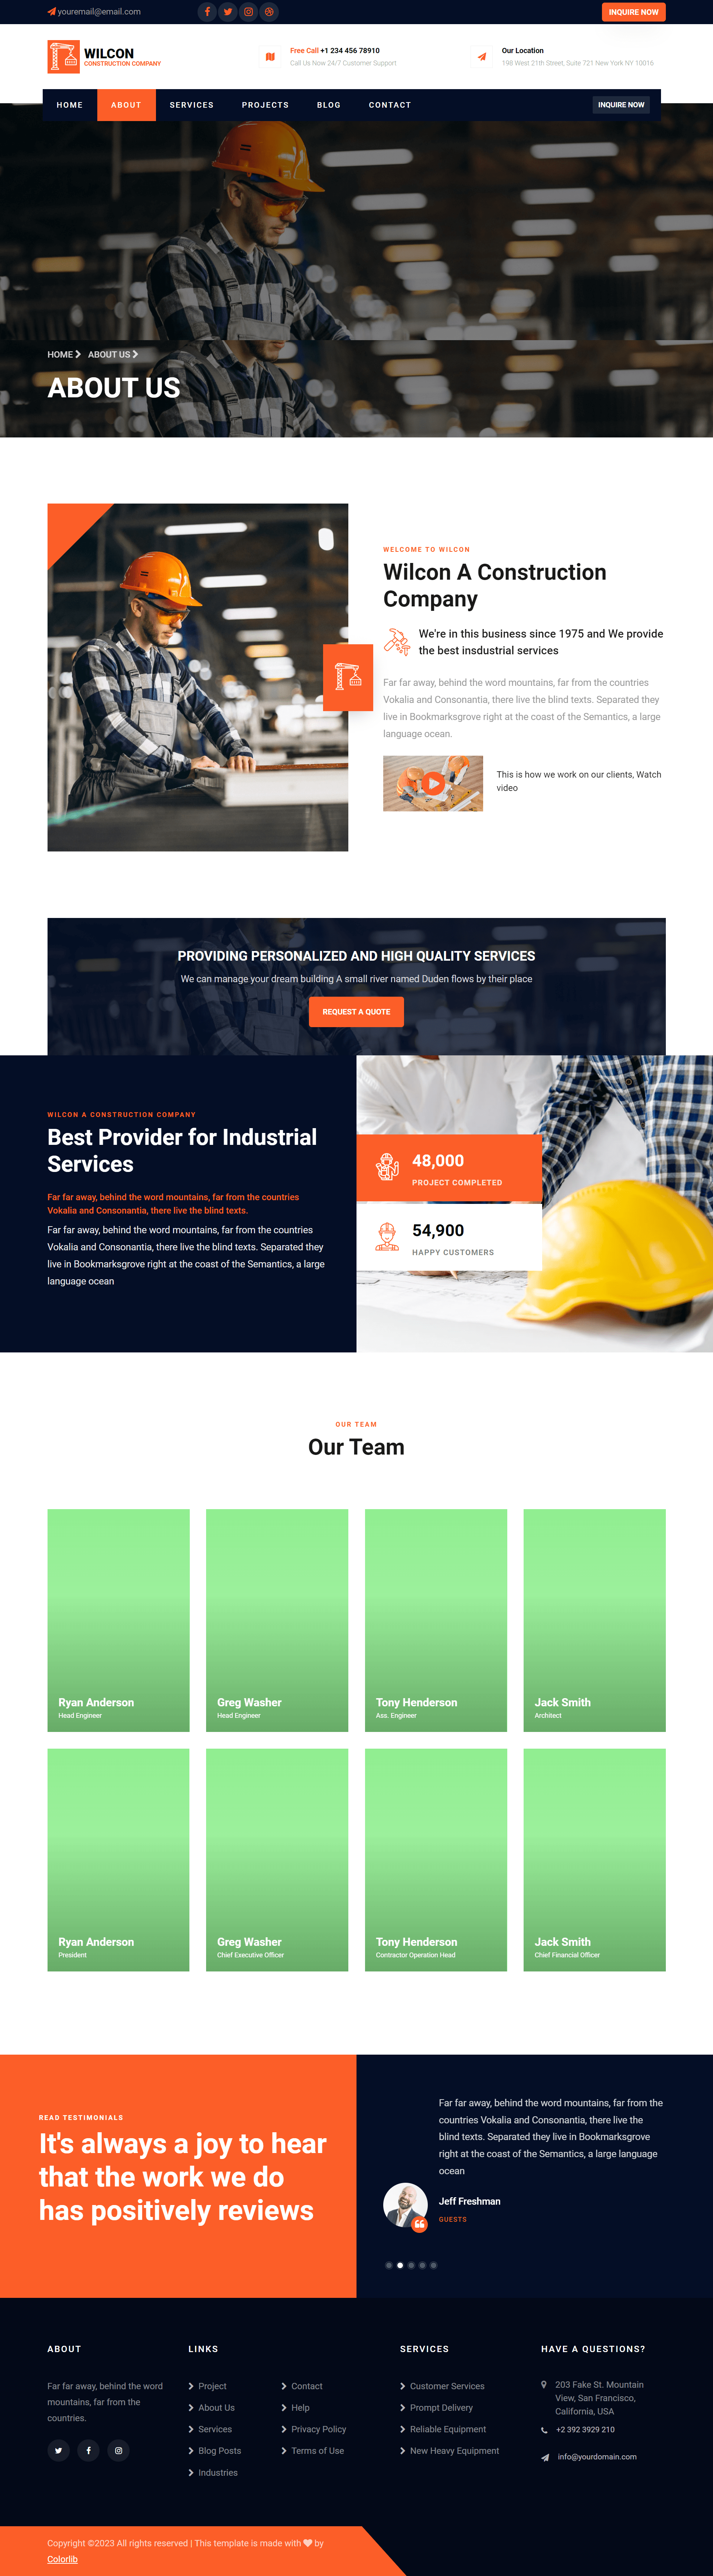 youremail@email.com
INQUIRE NOW
WILCON
CONSTRUCTION COMPANY
Free Call +1 234 456 78910
Call Us Now 24/7 Customer Support
Our Location
198 West 21th Street, Suite 721 New York NY 10016
HOME
ABOUT
SERVICES
PROJECTS
BLOG
CONTACT
INQUIRE NOW
HOME
ABOUT US
ABOUT US
WELCOME TO WILCON
Wilcon A Construction
Company
We're in this business since 1975 and We provide
the best insdustrial services
Far far away, behind the word mountains, far from the countries
Vokalia and Consonantia, there live the blind texts. Separated they
live in Bookmarksgrove right at the coast of the Semantics, a large
language ocean.
This is how we work on our clients, Watch
video
PROVIDING PERSONALIZED AND HIGH QUALITY SERVICES
We can manage your dream building A small river named Duden flows by their place
REQUEST A QUOTE
WILCON A CONSTRUCTION COMPANY
Best Provider for Industrial
Services
Far far away, behind the word mountains, far from the countries
Vokalia and Consonantia, there live the blind texts.
Far far away, behind the word mountains, far from the countries
Vokalia and Consonantia, there live the blind texts. Separated they
live in Bookmarksgrove right at the coast of the Semantics, a large
language ocean
48,000
PROJECT COMPLETED
54,900
HAPPY CUSTOMERS
OUR TEAM
Our Team
Ryan Anderson
Head Engineer
Greg Washer
Head Engineer
Tony Henderson
Ass. Engineer
Jack Smith
Architect
Ryan Anderson
President
Greg Washer
Chief Executive Officer
Tony Henderson
Contractor Operation Head
Jack Smith
Chief Financial Officer
READ TESTIMONIALS
It's always a joy to hear
that the work we do
has positively reviews
Far far away, behind the word mountains, far from the
countries Vokalia and Consonantia, there live the
blind texts. Separated they live in Bookmarksgrove
right at the coast of the Semantics, a large language
ocean
Jeff Freshman
GUESTS
ABOUT
Far far away, behind the word
mountains, far from the
countries.
LINKS
Project
About Us
Services
Blog Posts
Industries
Contact
Help
Privacy Policy
Terms of Use
SERVICES
Customer Services
Prompt Delivery
Reliable Equipment
New Heavy Equipment
HAVE A QUESTIONS?
203 Fake St. Mountain
View, San Francisco,
California, USA
+2 392 3929 210
info@yourdomain.com
Copyright ©2023 All rights reserved | This template is made with by
Colorlib